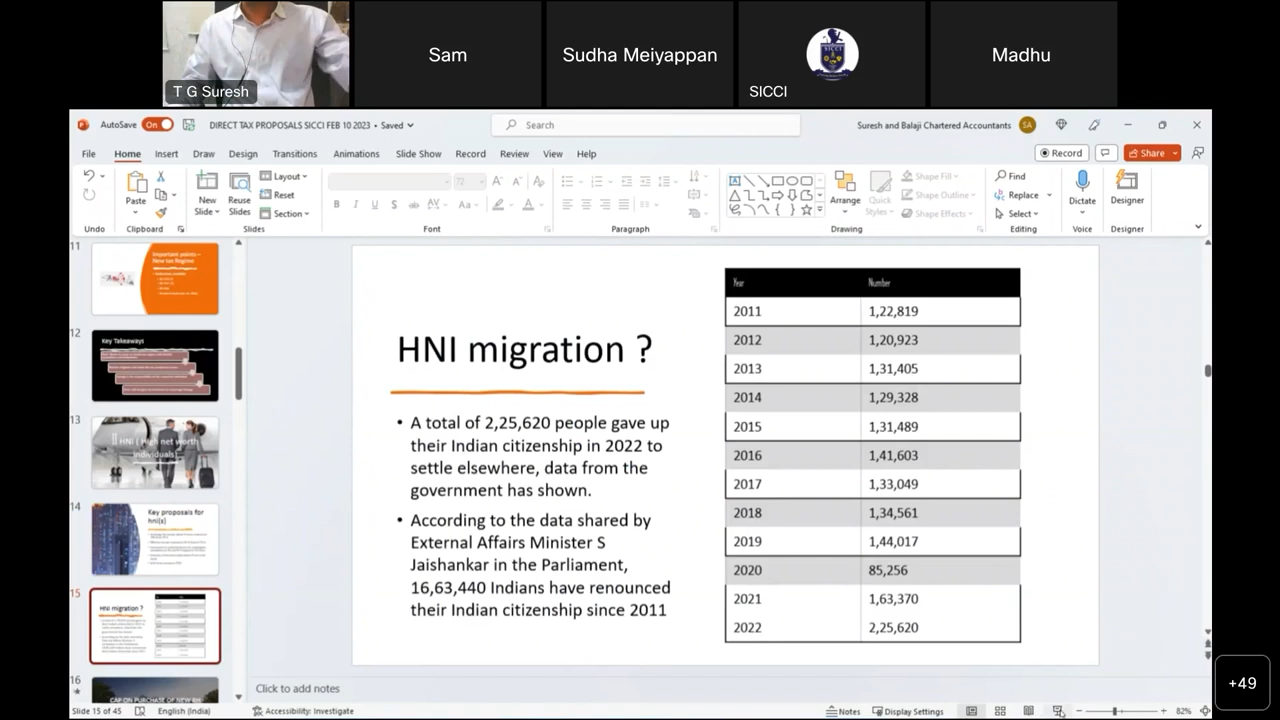 Sam
Sudha Meiyappan
Madhu
T G Suresh
SICCI
AutoSave On
DIRECT TAX PROPOSALS SICCI FEB 10 2023 • Saved
Search
Suresh and Balaji Chartered Accountants SA
File Home Insert Draw Design Transitions Animations Slide Show Record Review View Help
Record
Share
Undo
Paste
Clipboard
New Slide
Reuse Slides
Layout
Reset
Section
Slides
Font
Paragraph
Arrange
Quick Styles
Shape Fill
Shape Outline
Shape Effects
Drawing
Find
Replace
Select
Editing
Dictate
Voice
Designer
Designer
11
Important points –
New tax Regime
12
Key Takeaways
13
HNI ( High net worth
individuals)
14
Key proposals for
hni(s)
15
HNI migration ?
16
CAP ON PURCHASE OF NEW RH
HNI migration ?
• A total of 2,25,620 people gave up
their Indian citizenship in 2022 to
settle elsewhere, data from the
government has shown.
• According to the data shared by
External Affairs Minister S
Jaishankar in the Parliament,
16,63,440 Indians have renounced
their Indian citizenship since 2011
Year Number
2011 1,22,819
2012 1,20,923
2013 1,31,405
2014 1,29,328
2015 1,31,489
2016 1,41,603
2017 1,33,049
2018 1,34,561
2019 1,44,017
2020 85,256
2021 1,63,370
2022 2,25,620
Click to add notes
Slide 15 of 45
English (India)
Accessibility: Investigate
Notes
Display Settings
82%
+49